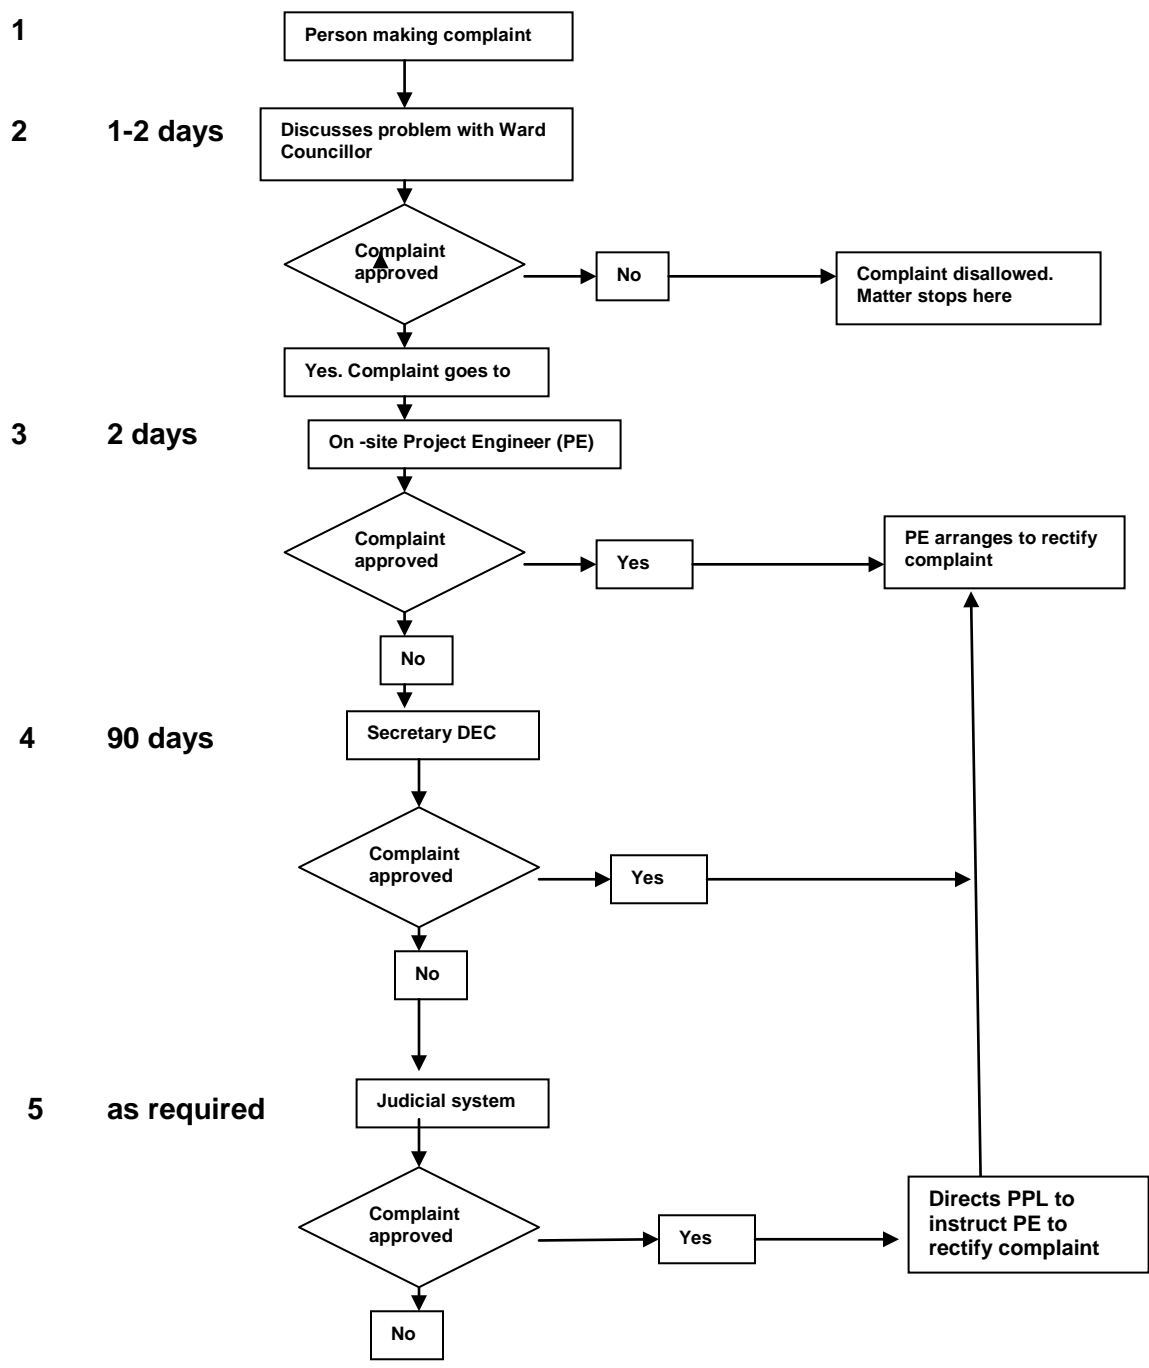 1
Person making complaint
2
1-2 days
Discusses problem with Ward
Councillor
Complaint
approved
No
Complaint disallowed.
Matter stops here
Yes. Complaint goes to
3
2 days
On -site Project Engineer (PE)
Complaint
approved
Yes
PE arranges to rectify
complaint
No
4
90 days
Secretary DEC
Complaint
approved
Yes
No
5
as required
Judicial system
Complaint
approved
Yes
Directs PPL to
instruct PE to
rectify complaint
No